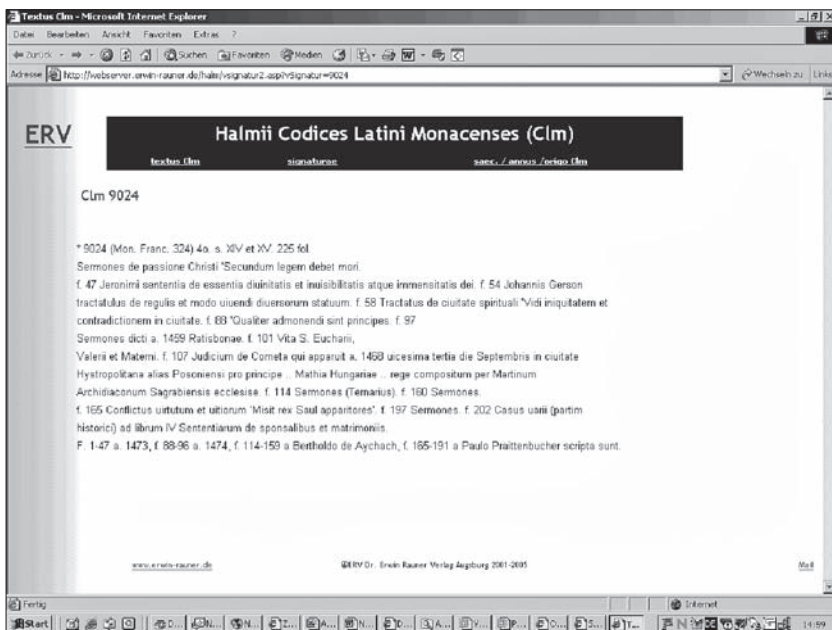 Textus Clm - Microsoft Internet Explorer
Datei Bearbeiten Ansicht Favoriten Extras ?
Zurück Suchen Favoriten Medien
Adresse http://webserver.erwin-rauner.de/halm/vsignatur2.asp?vSignatur=9024 Wechseln zu Links
ERV
Halmii Codices Latini Monacenses (Clm)
textus Clm signaturae saec. / annus /origo Clm
Clm 9024
* 9024 (Mon. Franc. 324) 4o. s. XIV et XV. 225 fol.
Sermones de passione Christi 'Secundum legem debet mori.
f. 47 Jeronimi sententia de essentia diuinitatis et inuisibilitatis atque immensitatis dei. f. 54 Johannis Gerson
tractatulus de regulis et modo uiuendi diuersorum statuum. f. 58 Tractatus de ciuitate spirituali 'Vidi iniquitatem et
contradictionem in ciuitate. f. 88 'Qualiter admonendi sint principes. f. 97
Sermones dicti a. 1459 Ratisbonae. f. 101 Vita S. Eucharii,
Valerii et Materni. f. 107 Judicium de Cometa qui apparuit a. 1468 uicesima tertia die Septembris in ciuitate
Hystropolitana alias Posoniensi pro principe .. Mathia Hungariae .. rege compositum per Martinum
Archidiaconum Sagrabiensis ecclesise. f. 114 Sermones (Ternarius). f. 160 Sermones.
f. 165 Conflictus uirtutum et uitiorum 'Misit rex Saul apparitores'. f. 197 Sermones. f. 202 Casus uarii (partim
historici) ad librum IV Sententiarum de sponsalibus et matrimoniis.
F. 1-47 a. 1473, f. 88-96 a. 1474, f. 114-159 a Bertholdo de Aychach, f. 165-191 a Paulo Praittenbucher scripta sunt.
www.erwin-rauner.de ©ERV Dr. Erwin Rauner Verlag Augsburg 2001-2005 Mail
Fertig Internet
Start 14:59